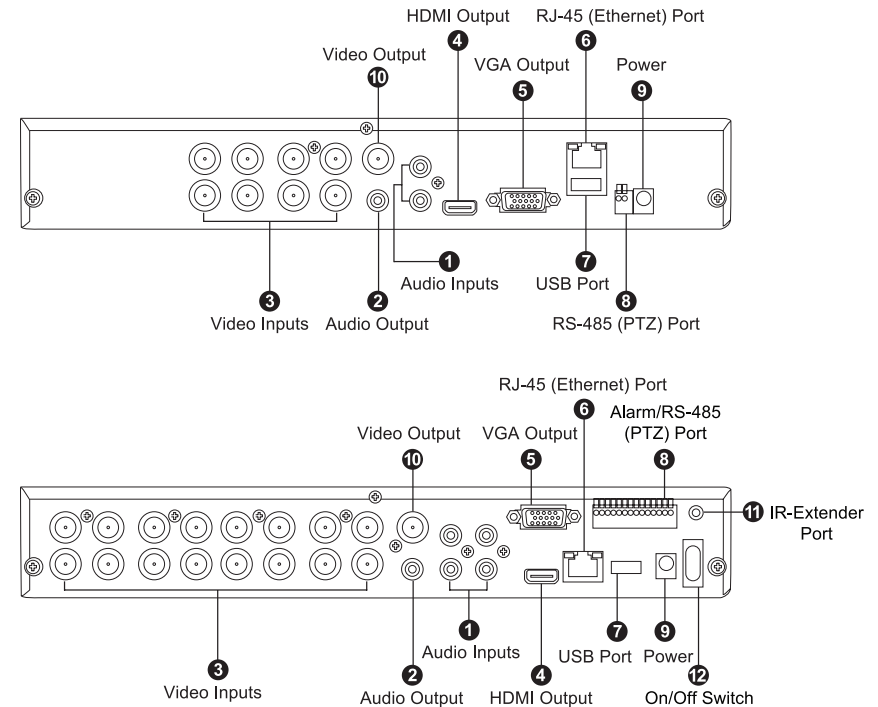 HDMI Output
RJ-45 (Ethernet) Port
4
6
Video Output
VGA Output
Power
10
5
9
1
Audio Inputs
7
USB Port
3
2
8
Video Inputs
Audio Output
RS-485 (PTZ) Port
RJ-45 (Ethernet) Port
6
Alarm/RS-485
(PTZ) Port
Video Output
VGA Output
10
5
8
11 IR-Extender
Port
1
Audio Inputs
7
9
USB Port
Power
3
2
4
12
Video Inputs
Audio Output
HDMI Output
On/Off Switch